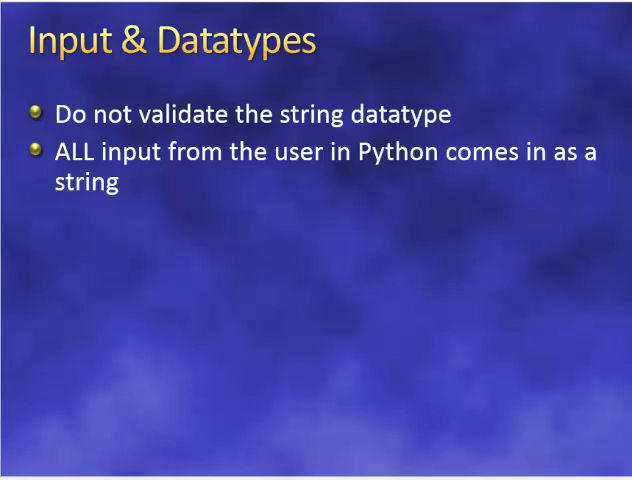 Input & Datatypes
Do not validate the string datatype
ALL input from the user in Python comes in as a
string